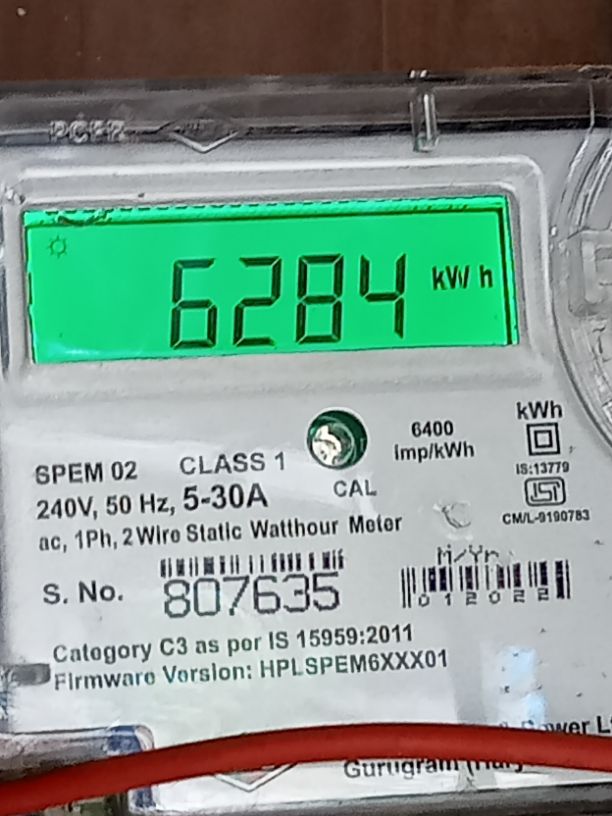 6284 kWh
6400
imp/kWh
kWh
IS:13779
ISI
CM/L-9190783
SPEM 02 CLASS 1
CAL
240V, 50 Hz, 5-30A
ac, 1Ph, 2 Wire Static Watthour Meter
M/Yr
S. No. 807635
012022
Category C3 as per IS 15959:2011
Firmware Version: HPLSPEM6XXX01
Power
Gurugram